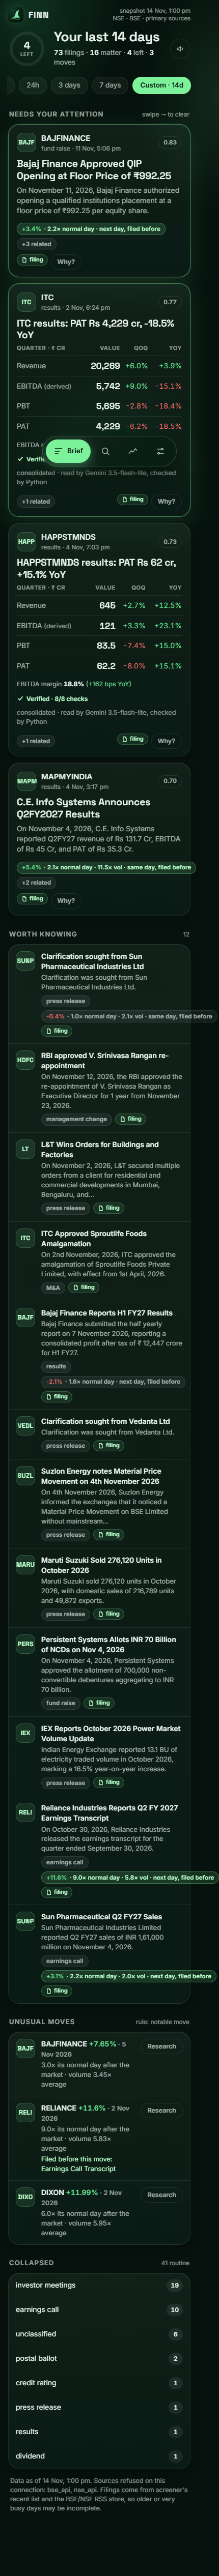 FINN
snapshot 14 Nov, 1:00 pm
NSE · BSE · primary sources
4
LEFT
Your last 14 days
73 filings · 16 matter · 4 left · 3
moves
24h
3 days
7 days
Custom · 14d
NEEDS YOUR ATTENTION
swipe → to clear
BAJF
BAJFINANCE
fund raise · 11 Nov, 5:06 pm
0.83
Bajaj Finance Approved QIP
Opening at Floor Price of ₹992.25
On November 11, 2026, Bajaj Finance authorized
opening a qualified institutions placement at a
floor price of ₹992.25 per equity share.
+3.4% · 2.2× normal day · next day, filed before
+3 related
filing
Why?
ITC
ITC
results · 2 Nov, 6:24 pm
0.77
ITC results: PAT Rs 4,229 cr, -18.5%
YoY
QUARTER · ₹ CR VALUE QOQ YOY
Revenue 20,269 +6.0% +3.9%
EBITDA (derived) 5,742 +9.0% -15.1%
PBT 5,695 -2.8% -18.4%
PAT 4,229 -6.2% -18.5%
EBITDA
Brief
consolidated · read by Gemini 3.5-flash-lite, checked
by Python
+1 related
filing
Why?
HAPP
HAPPSTMNDS
results · 4 Nov, 7:03 pm
0.73
HAPPSTMNDS results: PAT Rs 62 cr,
+15.1% YoY
QUARTER · ₹ CR VALUE QOQ YOY
Revenue 645 +2.7% +12.5%
EBITDA (derived) 121 +3.3% +23.1%
PBT 83.5 -7.4% +15.0%
PAT 62.2 -8.0% +15.1%
EBITDA margin 18.8% (+162 bps YoY)
✓ Verified · 8/8 checks
consolidated · read by Gemini 3.5-flash-lite, checked
by Python
+1 related
filing
Why?
MAPM
MAPMYINDIA
results · 4 Nov, 3:17 pm
0.70
C.E. Info Systems Announces
Q2FY2027 Results
On November 4, 2026, C.E. Info Systems
reported Q2FY27 revenue of Rs 131.7 Cr, EBITDA
of Rs 45 Cr, and PAT of Rs 35.3 Cr.
+5.4% · 2.1× normal day · 11.5× vol · same day, filed before
+2 related
filing
Why?
WORTH KNOWING
12
SUNP
Clarification sought from Sun
Pharmaceutical Industries Ltd
Clarification was sought from Sun
Pharmaceutical Industries Ltd.
press release
-0.4% · 1.0× normal day · 2.1× vol · same day, filed before
filing
HDFC
RBI approved V. Srinivasa Rangan re-
appointment
On November 12, 2026, the RBI approved the
re-appointment of V. Srinivasa Rangan as
Executive Director for 1 year from November
23, 2026.
management change
filing
LT
L&T Wins Orders for Buildings and
Factories
On November 2, 2026, L&T secured multiple
orders from a client for residential and
commercial developments in Mumbai,
Bengaluru, and...
press release
filing
ITC
ITC Approved Sproutlife Foods
Amalgamation
On 2nd November, 2026, ITC approved the
amalgamation of Sproutlife Foods Private
Limited, with effect from 1st April, 2026.
M&A
filing
BAJF
Bajaj Finance Reports H1 FY27 Results
Bajaj Finance submitted the half yearly
report on 7 November 2026, reporting a
consolidated profit after tax of ₹ 12,447 crore
for H1 FY27.
results
-2.1% · 1.6× normal day · next day, filed before
filing
VEDL
Clarification sought from Vedanta Ltd
Clarification was sought from Vedanta Ltd.
press release
filing
SUZL
Suzlon Energy notes Material Price
Movement on 4th November 2026
On 4th November 2026, Suzlon Energy
informed the exchanges that it noticed a
Material Price Movement on BSE Limited
without mainstream...
press release
filing
MARU
Maruti Suzuki Sold 276,120 Units in
October 2026
Maruti Suzuki sold 276,120 units in October
2026, with domestic sales of 216,789 units
and 49,872 exports.
press release
filing
PERS
Persistent Systems Allots INR 70 Billion
of NCDs on Nov 4, 2026
On November 4, 2026, Persistent Systems
approved the allotment of 700,000 non-
convertible debentures aggregating to INR
70 billion.
fund raise
filing
IEX
IEX Reports October 2026 Power Market
Volume Update
Indian Energy Exchange reported 13.1 BU of
electricity traded volume in October 2026,
marking a 16.5% year-on-year increase.
press release
filing
RELI
Reliance Industries Reports Q2 FY 2027
Earnings Transcript
On October 30, 2026, Reliance Industries
released the earnings transcript for the
quarter ended September 30, 2026.
earnings call
+11.6% · 9.0× normal day · 5.8× vol · next day, filed before
filing
SUNP
Sun Pharmaceutical Q2 FY27 Sales
Sun Pharmaceutical Industries Limited
reported Q2 FY27 sales of INR 1,61,000
million on November 4, 2026.
earnings call
+3.1% · 2.2× normal day · 2.0× vol · next day, filed before
filing
UNUSUAL MOVES
rule: notable move
BAJF
BAJFINANCE +7.65% · 5
Nov 2026
3.0× its normal day after the
market · volume 3.45×
average
Research
RELI
RELIANCE +11.6% · 2 Nov
2026
9.0× its normal day after the
market · volume 5.83×
average
Filed before this move:
Earnings Call Transcript
Research
DIXO
DIXON +11.99% · 2 Nov
2026
6.0× its normal day after the
market · volume 5.95×
average
Research
COLLAPSED
41 routine
investor meetings 19
earnings call 10
unclassified 6
postal ballot 2
credit rating 1
press release 1
results 1
dividend 1
Data as of 14 Nov, 1:00 pm. Sources refused on this
connection: bse_api, nse_api. Filings come from screener's
recent list and the BSE/NSE RSS store, so older or very
busy days may be incomplete.